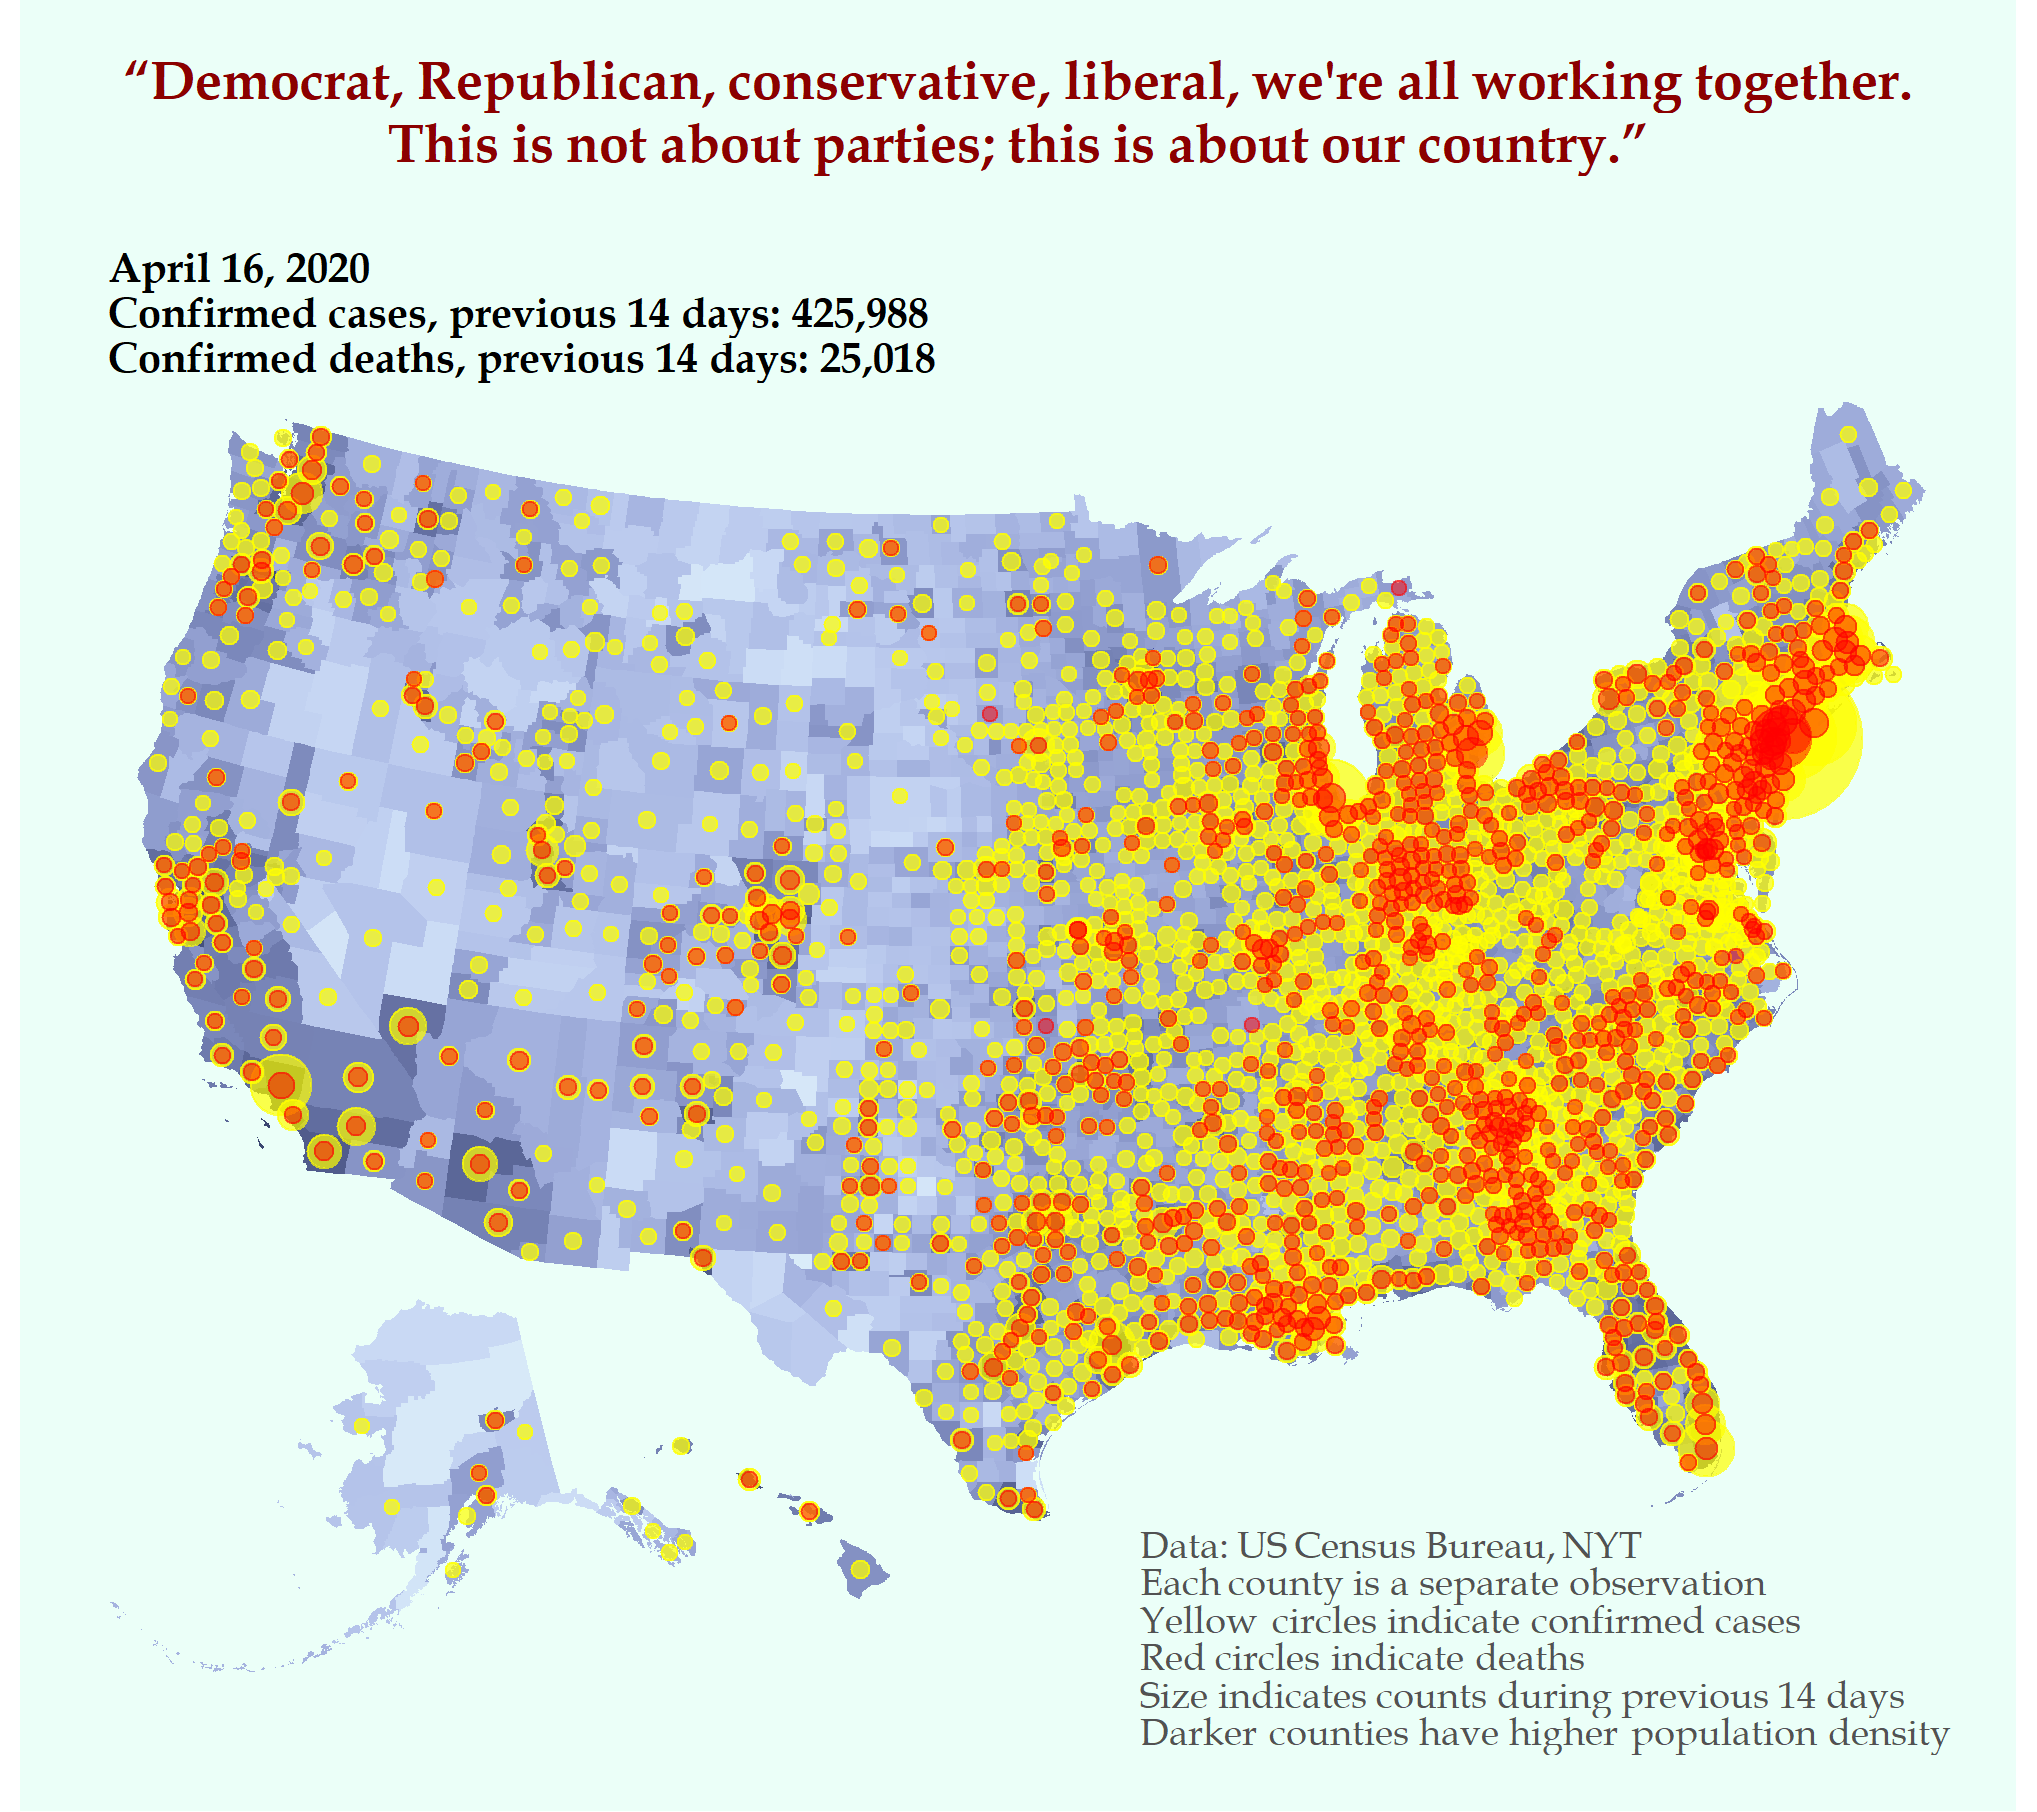 “Democrat, Republican, conservative, liberal, we're all working together.
This is not about parties; this is about our country.”
April 16, 2020
Confirmed cases, previous 14 days: 425,988
Confirmed deaths, previous 14 days: 25,018
Data: US Census Bureau, NYT
Each county is a separate observation
Yellow circles indicate confirmed cases
Red circles indicate deaths
Size indicates counts during previous 14 days
Darker counties have higher population density